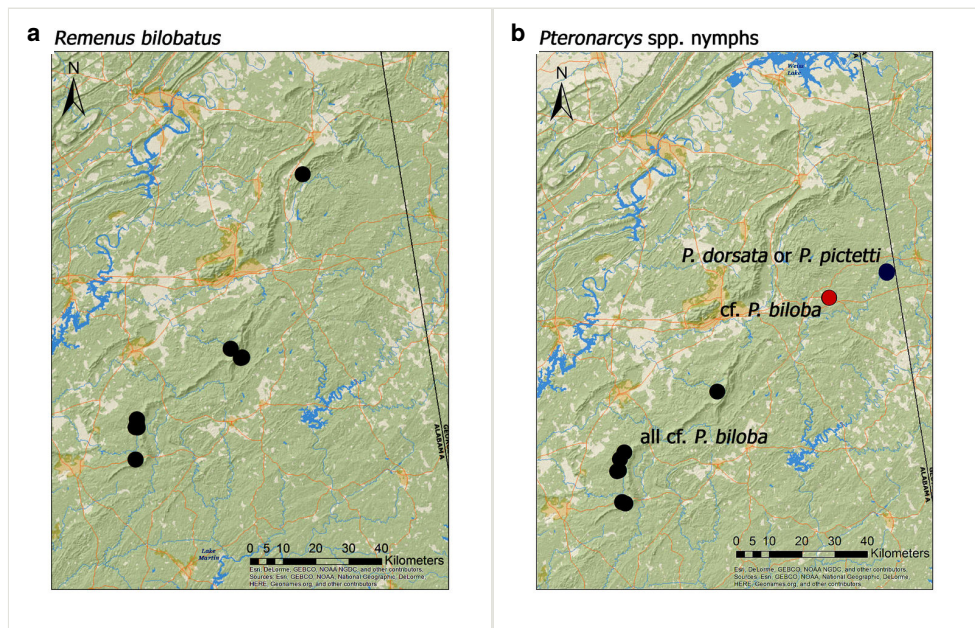 a Remenus bilobatus
N
Lake
Martin
ALABAMA
0 5 10 20 30 40
Kilometers
Esri, DeLorme, GEBCO, NOAA NGDC, and other contributors.
Sources: Esri, GEBCO, NOAA, National Geographic, DeLorme,
HERE, Geonames.org, and other contributors
b Pteronarcys spp. nymphs
N
Weiss
Lake
P. dorsata or P. pictetti
cf. P. biloba
all cf. P. biloba
ALABAMA
0 5 10 20 30 40
Kilometers
Esri, DeLorme, GEBCO, NOAA NGDC, and other contributors.
Sources: Esri, GEBCO, NOAA, National Geographic, DeLorme,
HERE, Geonames.org, and other contributors